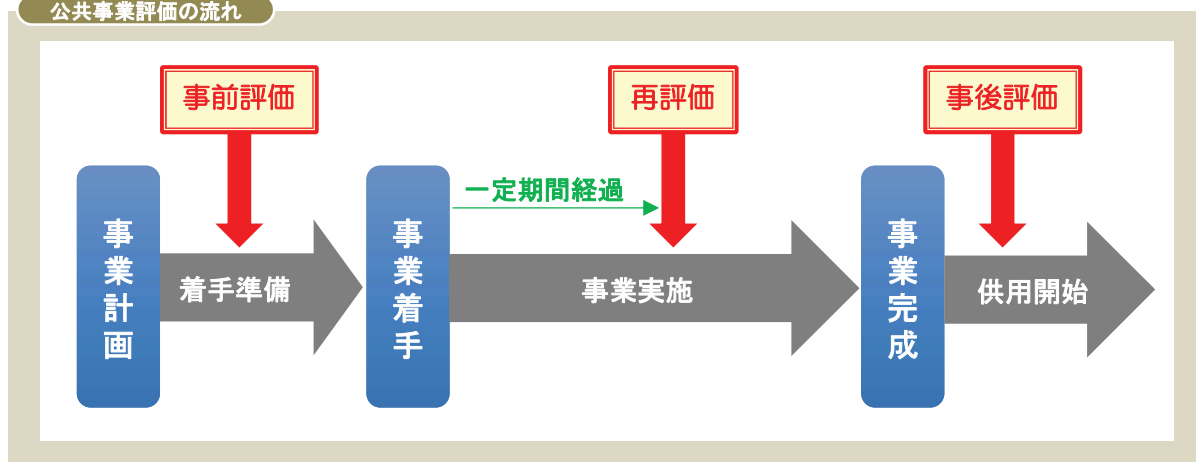 公共事業評価の流れ
事前評価
再評価
事後評価
一定期間経過
事業計画
着手準備
事業着手
事業実施
事業完成
供用開始